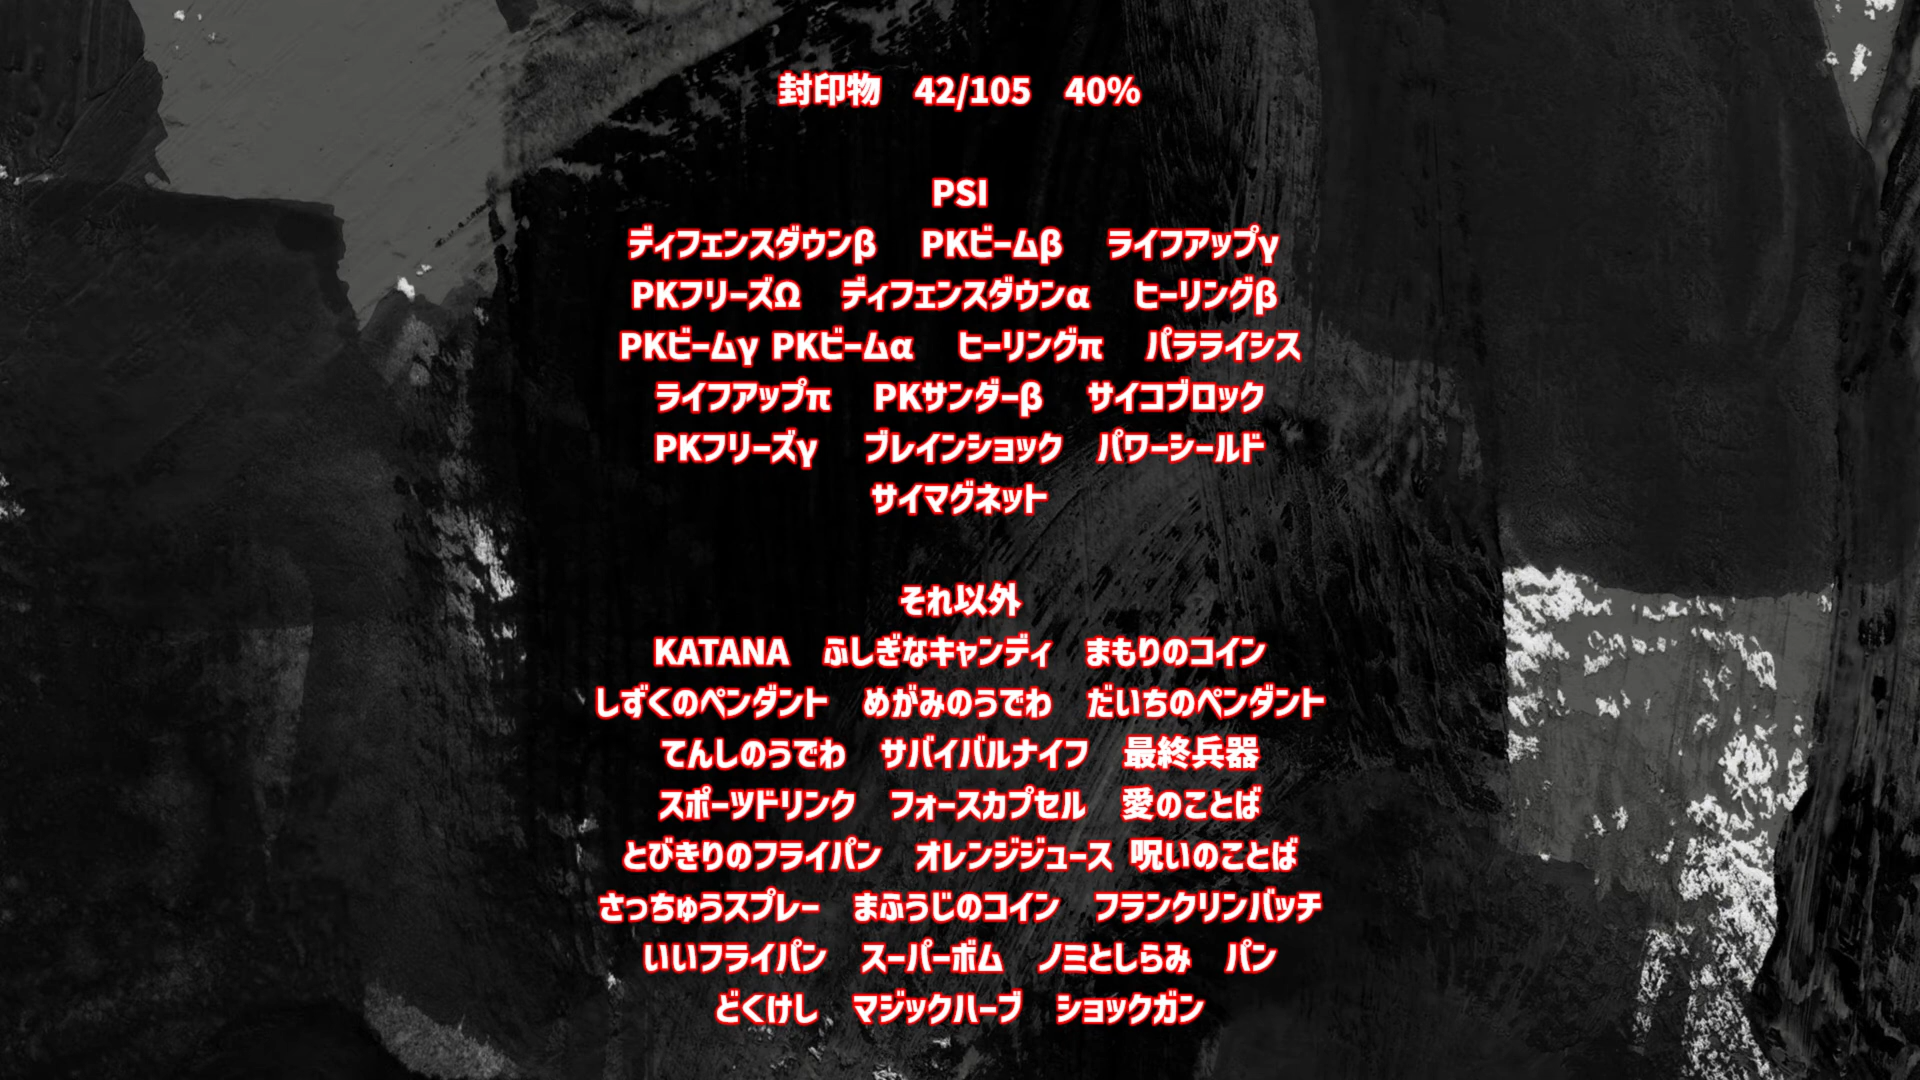 封印物　42/105　40%
PSI
ディフェンスダウンβ　PKビームβ　ライフアップγ
PKフリーズΩ　ディフェンスダウンα　ヒーリングβ
PKビームγ PKビームα　ヒーリングπ　パラライシス
ライフアップπ　PKサンダーβ　サイコブロック
PKフリーズγ　ブレインショック　パワーシールド
サイマグネット
それ以外
KATANA　ふしぎなキャンディ　まもりのコイン
しずくのペンダント　めがみのうでわ　だいちのペンダント
てんしのうでわ　サバイバルナイフ　最終兵器
スポーツドリンク　フォースカプセル　愛のことば
とびきりのフライパン　オレンジジュース 呪いのことば
さっちゅうスプレー　まふうじのコイン　フランクリンバッチ
いいフライパン　スーパーボム　ノミとしらみ　パン
どくけし　マジックハーブ　ショックガン